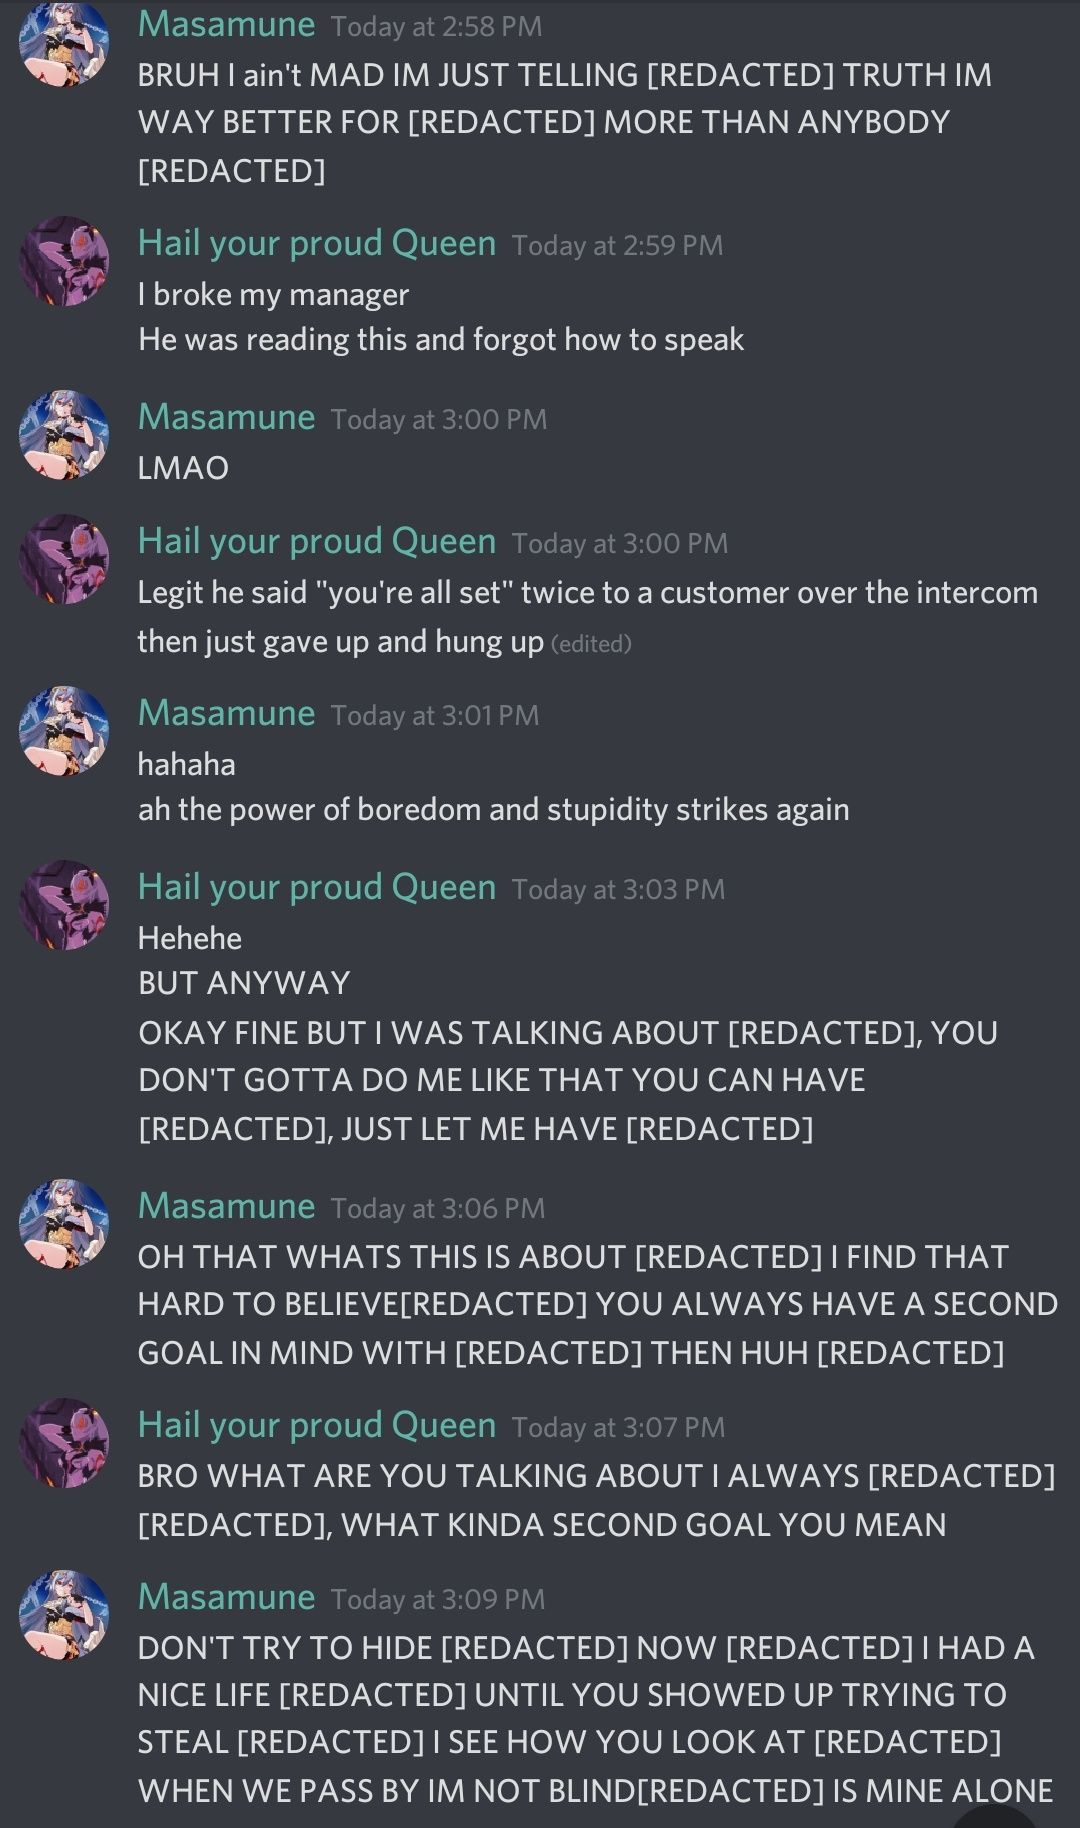 Masamune Today at 2:58 PM
BRUH I ain't MAD IM JUST TELLING [REDACTED] TRUTH IM
WAY BETTER FOR [REDACTED] MORE THAN ANYBODY
[REDACTED]
Hail your proud Queen Today at 2:59 PM
I broke my manager
He was reading this and forgot how to speak
Masamune Today at 3:00 PM
LMAO
Hail your proud Queen Today at 3:00 PM
Legit he said "you're all set" twice to a customer over the intercom
then just gave up and hung up (edited)
Masamune Today at 3:01 PM
hahaha
ah the power of boredom and stupidity strikes again
Hail your proud Queen Today at 3:03 PM
Hehehe
BUT ANYWAY
OKAY FINE BUT I WAS TALKING ABOUT [REDACTED], YOU
DON'T GOTTA DO ME LIKE THAT YOU CAN HAVE
[REDACTED], JUST LET ME HAVE [REDACTED]
Masamune Today at 3:06 PM
OH THAT WHATS THIS IS ABOUT [REDACTED] I FIND THAT
HARD TO BELIEVE[REDACTED] YOU ALWAYS HAVE A SECOND
GOAL IN MIND WITH [REDACTED] THEN HUH [REDACTED]
Hail your proud Queen Today at 3:07 PM
BRO WHAT ARE YOU TALKING ABOUT I ALWAYS [REDACTED]
[REDACTED], WHAT KINDA SECOND GOAL YOU MEAN
Masamune Today at 3:09 PM
DON'T TRY TO HIDE [REDACTED] NOW [REDACTED] I HAD A
NICE LIFE [REDACTED] UNTIL YOU SHOWED UP TRYING TO
STEAL [REDACTED] I SEE HOW YOU LOOK AT [REDACTED]
WHEN WE PASS BY IM NOT BLIND[REDACTED] IS MINE ALONE